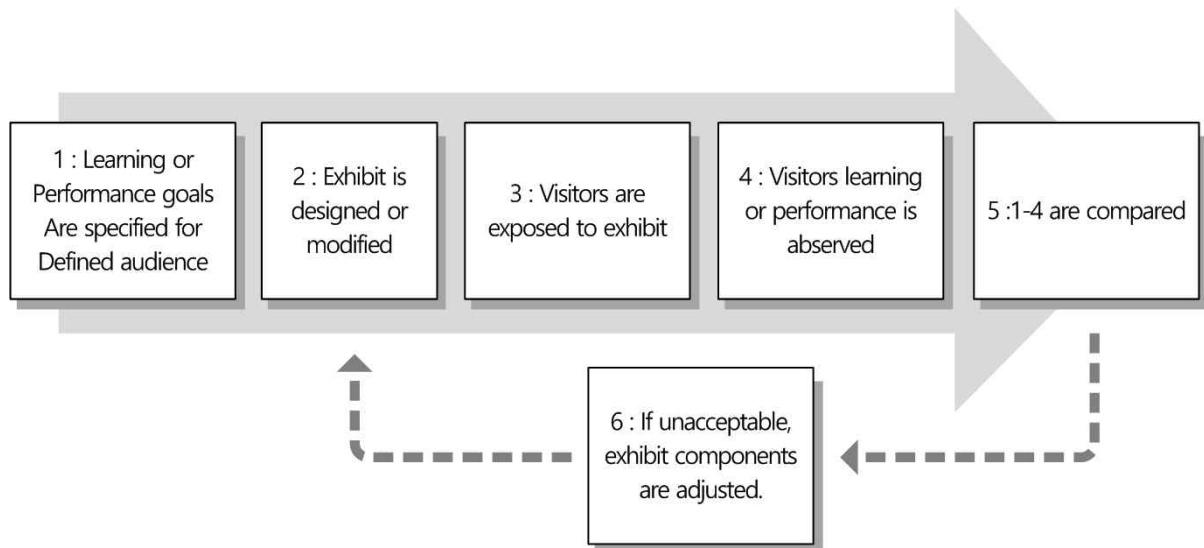 1 : Learning or
Performance goals
Are specified for
Defined audience
2 : Exhibit is
designed or
modified
3 : Visitors are
exposed to exhibit
4 : Visitors learning
or performance is
abserved
5 :1-4 are compared
6 : If unacceptable,
exhibit components
are adjusted.